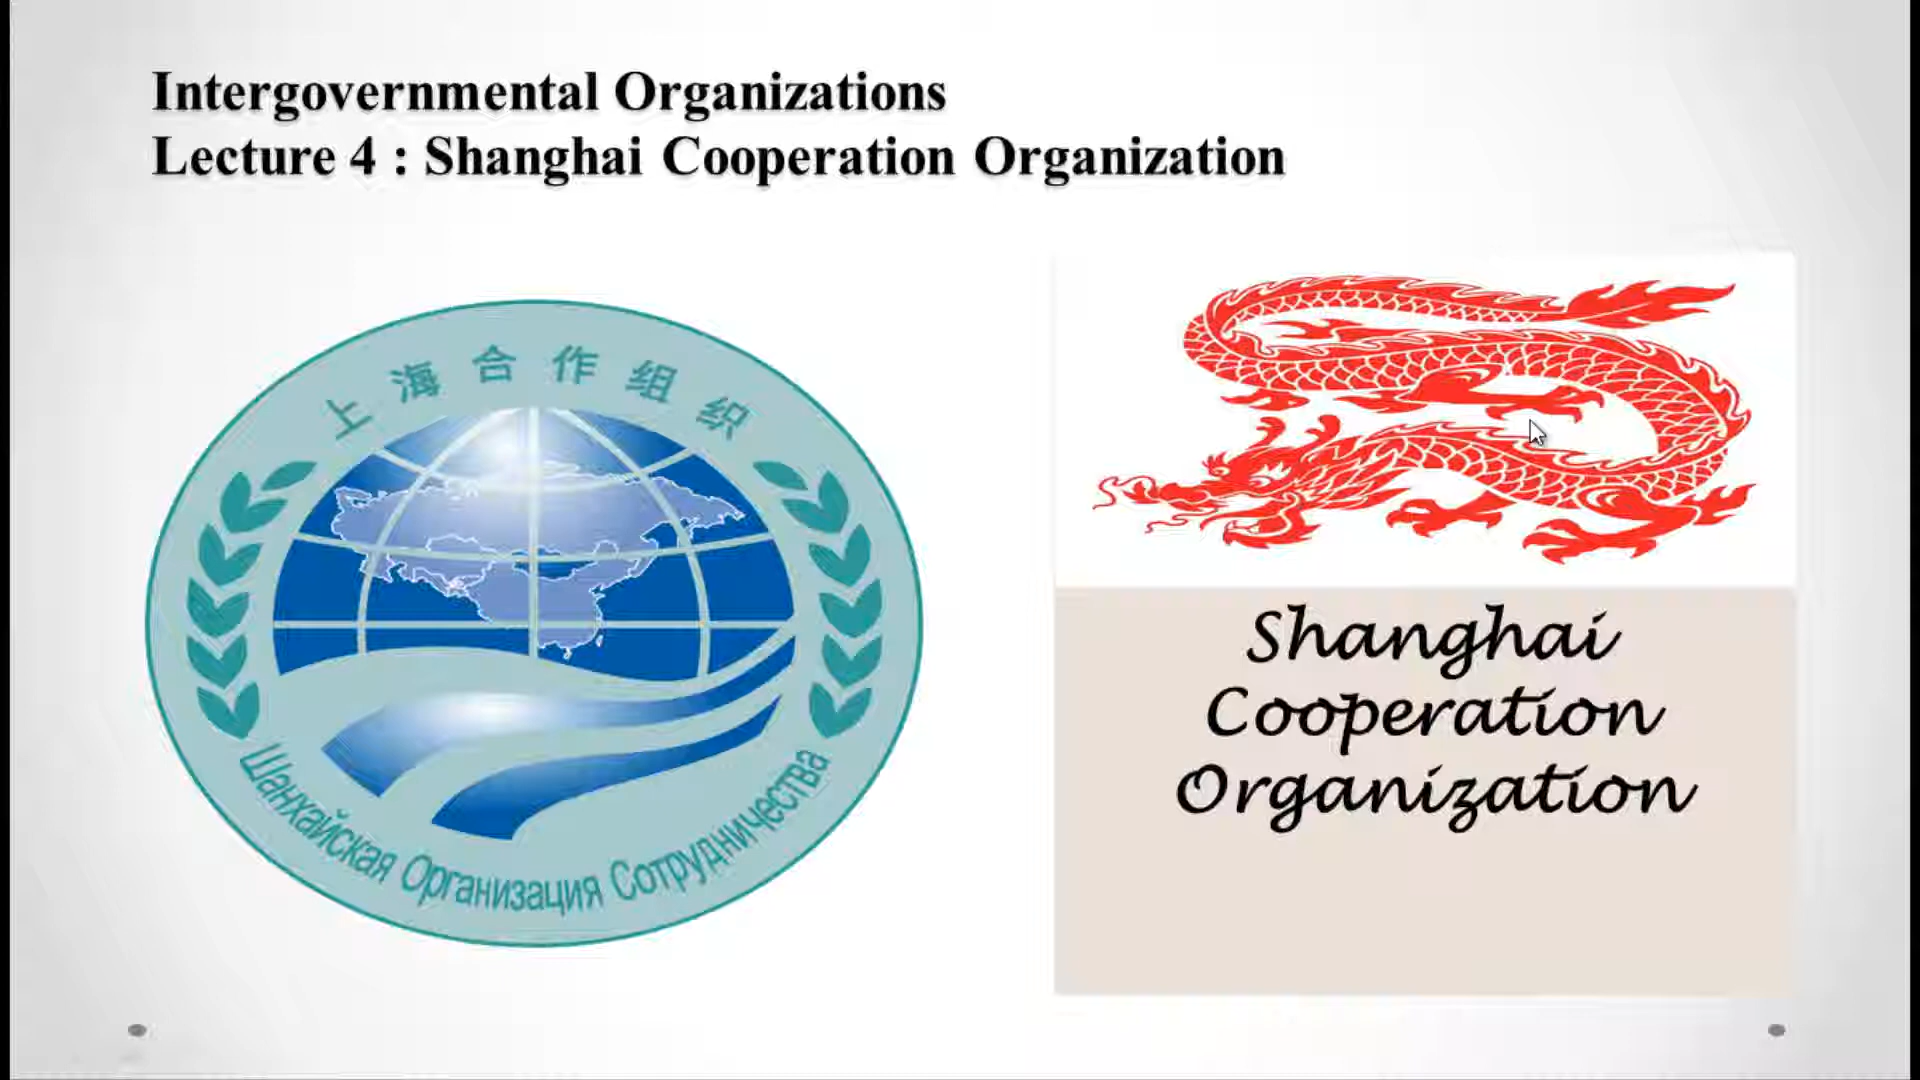 Intergovernmental Organizations
Lecture 4 : Shanghai Cooperation Organization
上海合作组织
Шанхайская Организация Сотрудничества
Shanghai
Cooperation
Organization